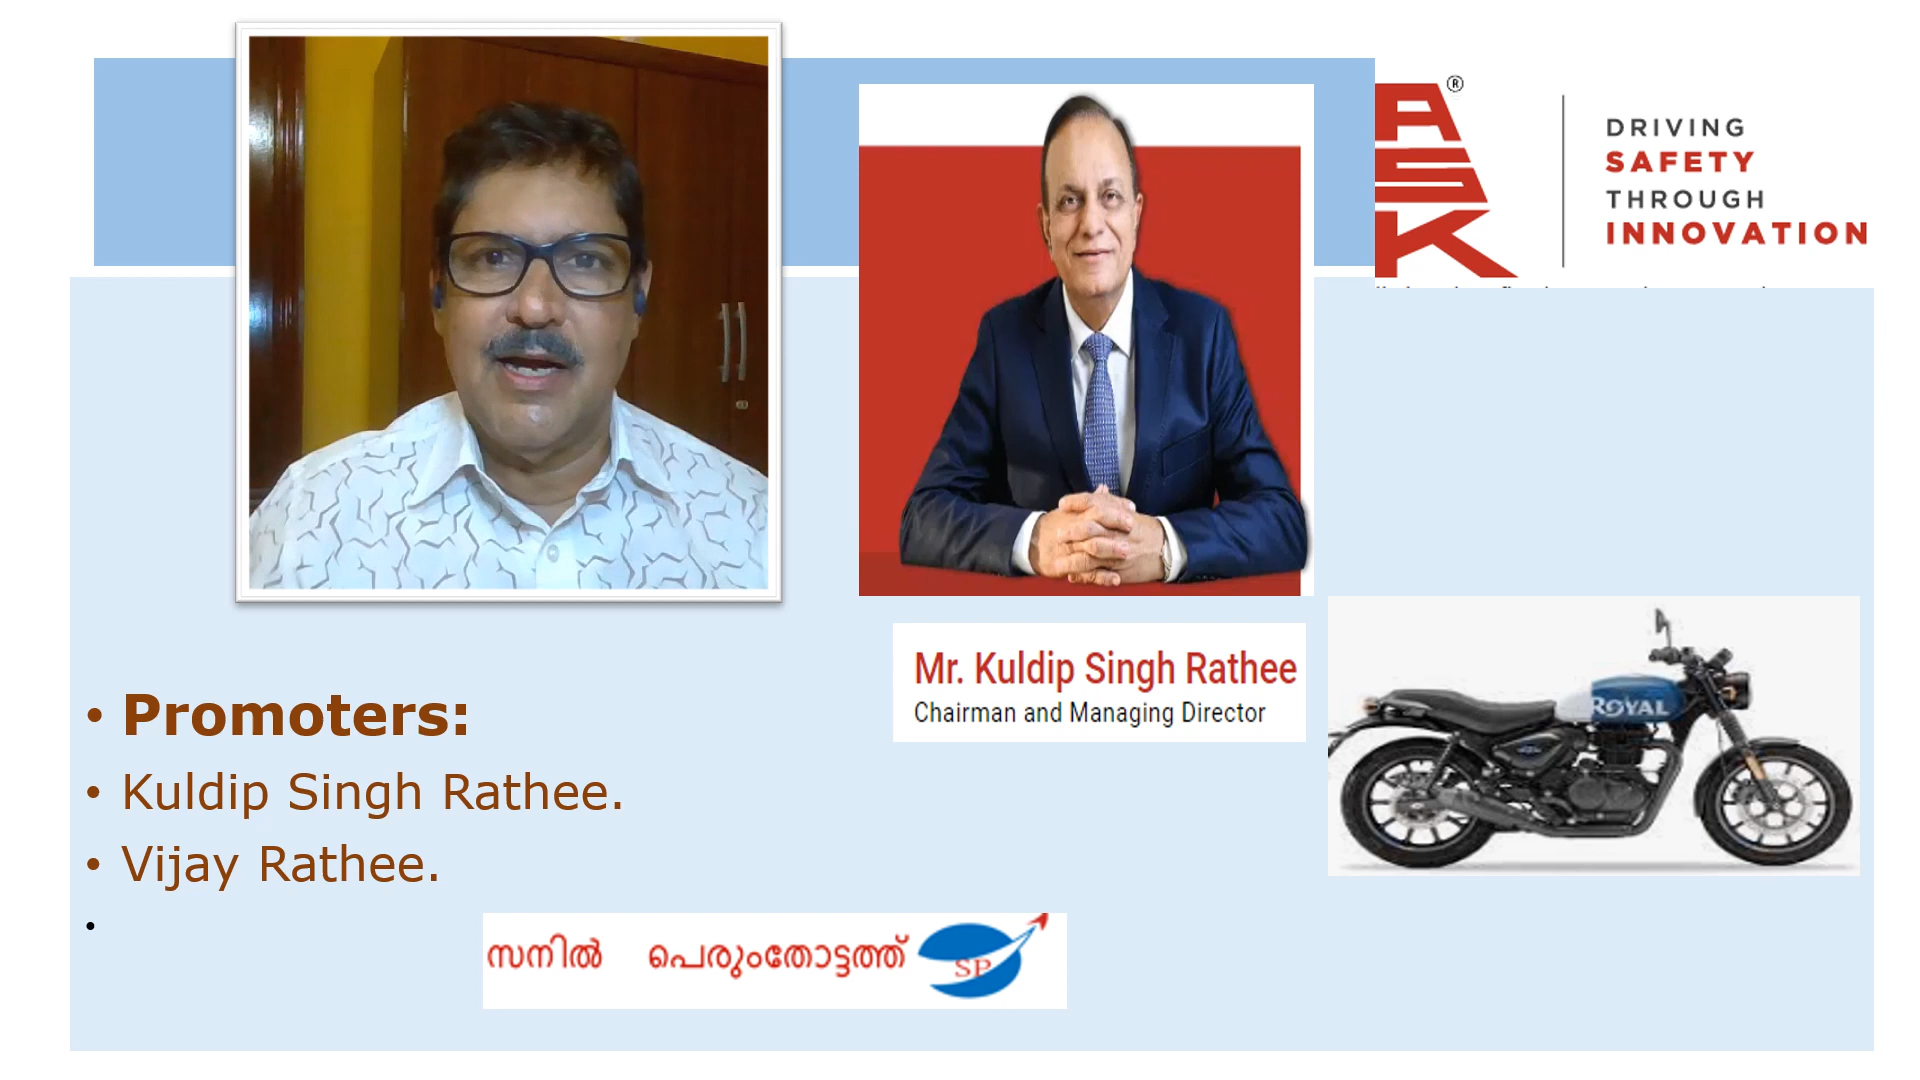 ASK®
DRIVING
SAFETY
THROUGH
INNOVATION
Mr. Kuldip Singh Rathee
Chairman and Managing Director
ROYAL
• Promoters:
• Kuldip Singh Rathee.
• Vijay Rathee.
•
സനിൽ പെരുംതോട്ടത്ത് SP